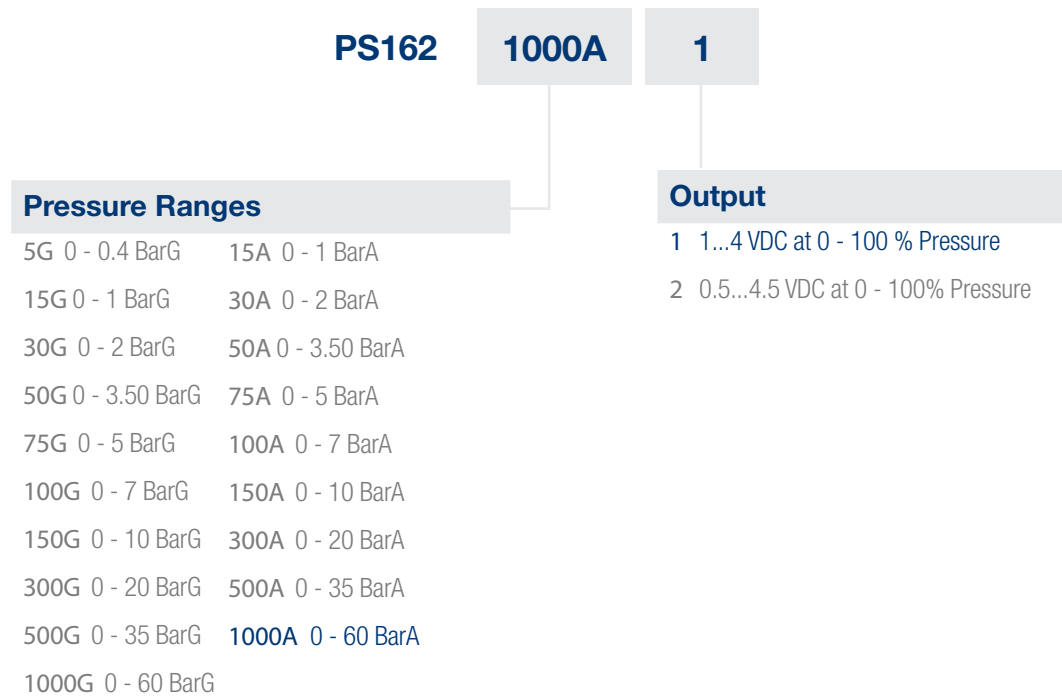 PS162 1000A 1
Pressure Ranges
5G 0 - 0.4 BarG 15A 0 - 1 BarA
15G 0 - 1 BarG 30A 0 - 2 BarA
30G 0 - 2 BarG 50A 0 - 3.50 BarA
50G 0 - 3.50 BarG 75A 0 - 5 BarA
75G 0 - 5 BarG 100A 0 - 7 BarA
100G 0 - 7 BarG 150A 0 - 10 BarA
150G 0 - 10 BarG 300A 0 - 20 BarA
300G 0 - 20 BarG 500A 0 - 35 BarA
500G 0 - 35 BarG 1000A 0 - 60 BarA
1000G 0 - 60 BarG
Output
1 1...4 VDC at 0 - 100 % Pressure
2 0.5...4.5 VDC at 0 - 100% Pressure